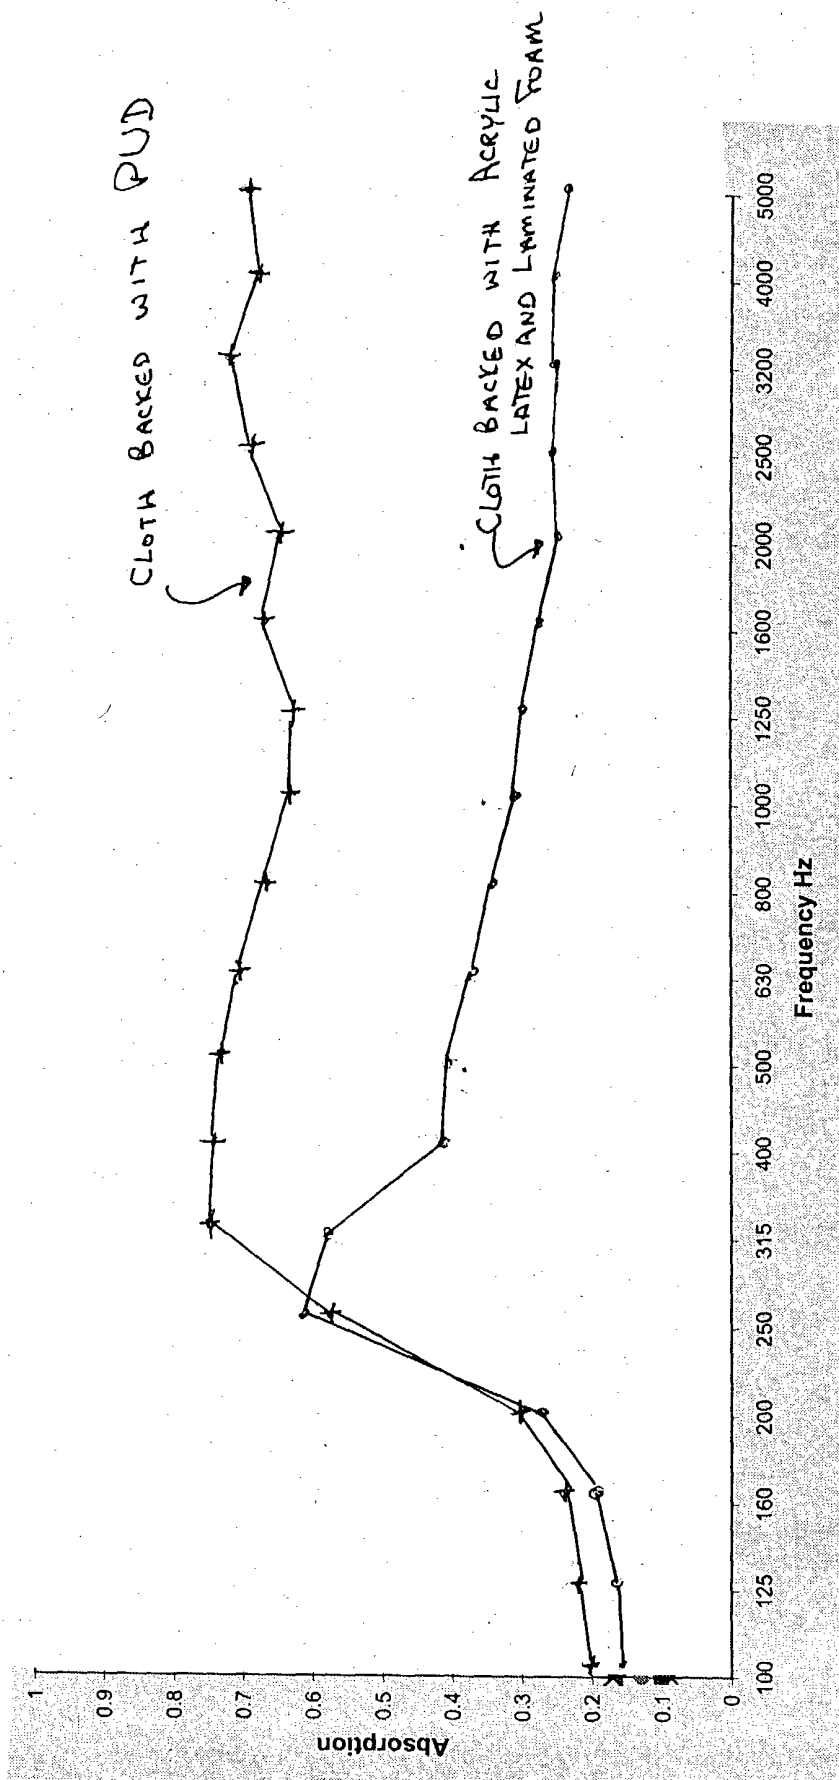 CLOTH BACKED WITH PUD
CLOTH BACKED WITH ACRYLIC
LATEX AND LAMINATED FOAM
Absorption
1
0.9
0.8
0.7
0.6
0.5
0.4
0.3
0.2
0.1
0
100 125 160 200 250 315 400 500 630 800 1000 1250 1600 2000 2500 3200 4000 5000
Frequency Hz